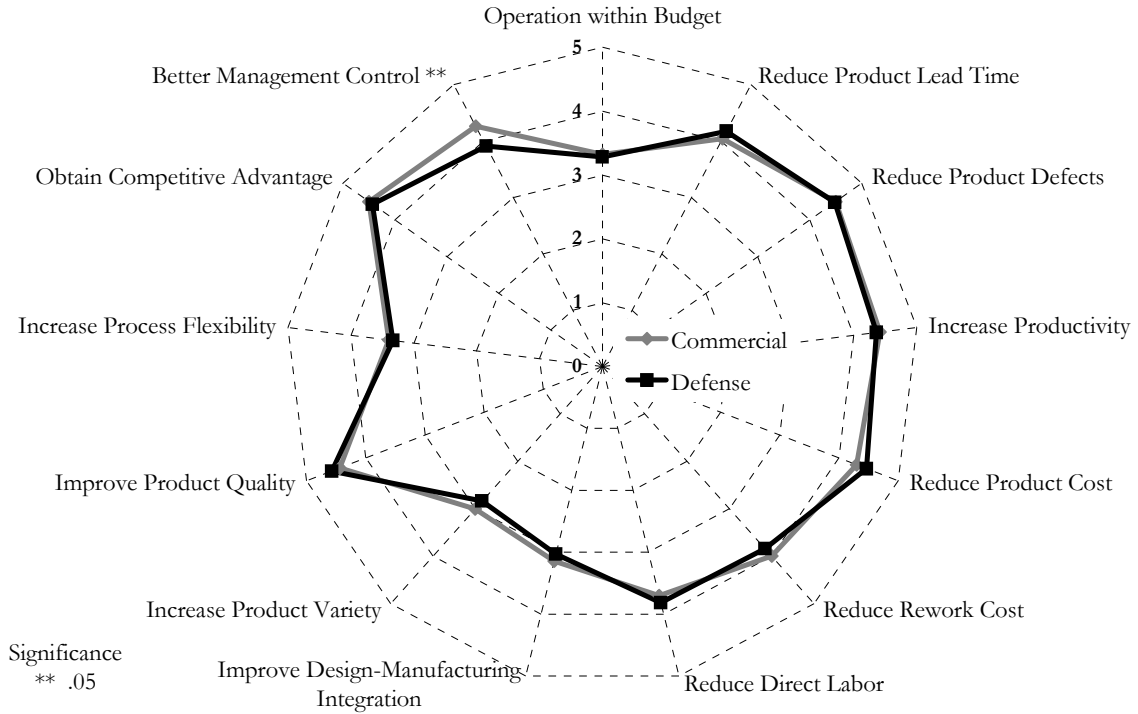 Operation within Budget
5
Better Management Control **
Reduce Product Lead Time
4
Obtain Competitive Advantage
3
Reduce Product Defects
2
1
Increase Process Flexibility
Increase Productivity
Commercial
0
Defense
Improve Product Quality
Reduce Product Cost
Increase Product Variety
Reduce Rework Cost
Significance
** .05
Improve Design-Manufacturing
Integration
Reduce Direct Labor